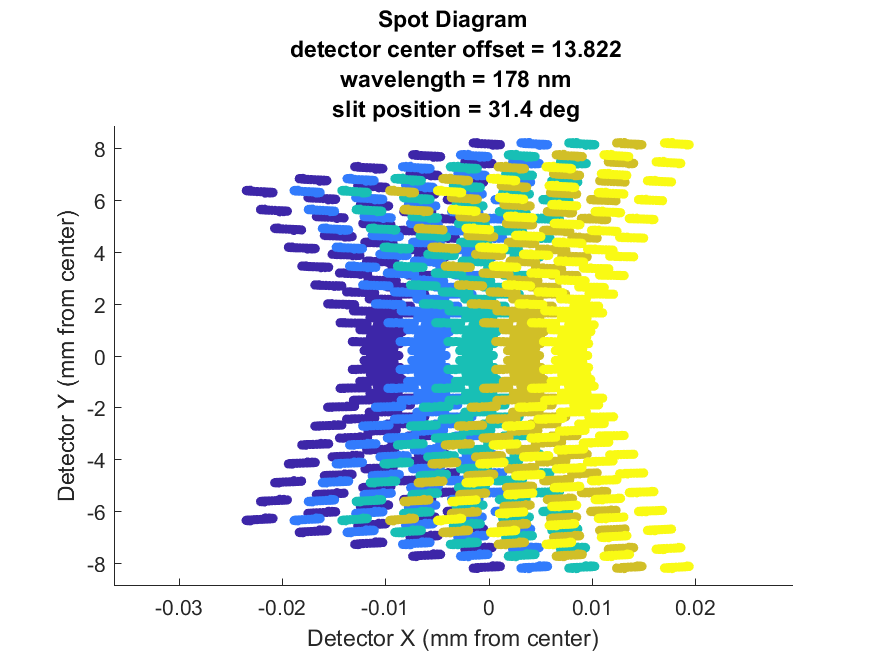 Spot Diagram
detector center offset = 13.822
wavelength = 178 nm
slit position = 31.4 deg
8
6
4
2
0
-2
-4
-6
-8
Detector Y (mm from center)
-0.03 -0.02 -0.01 0 0.01 0.02
Detector X (mm from center)